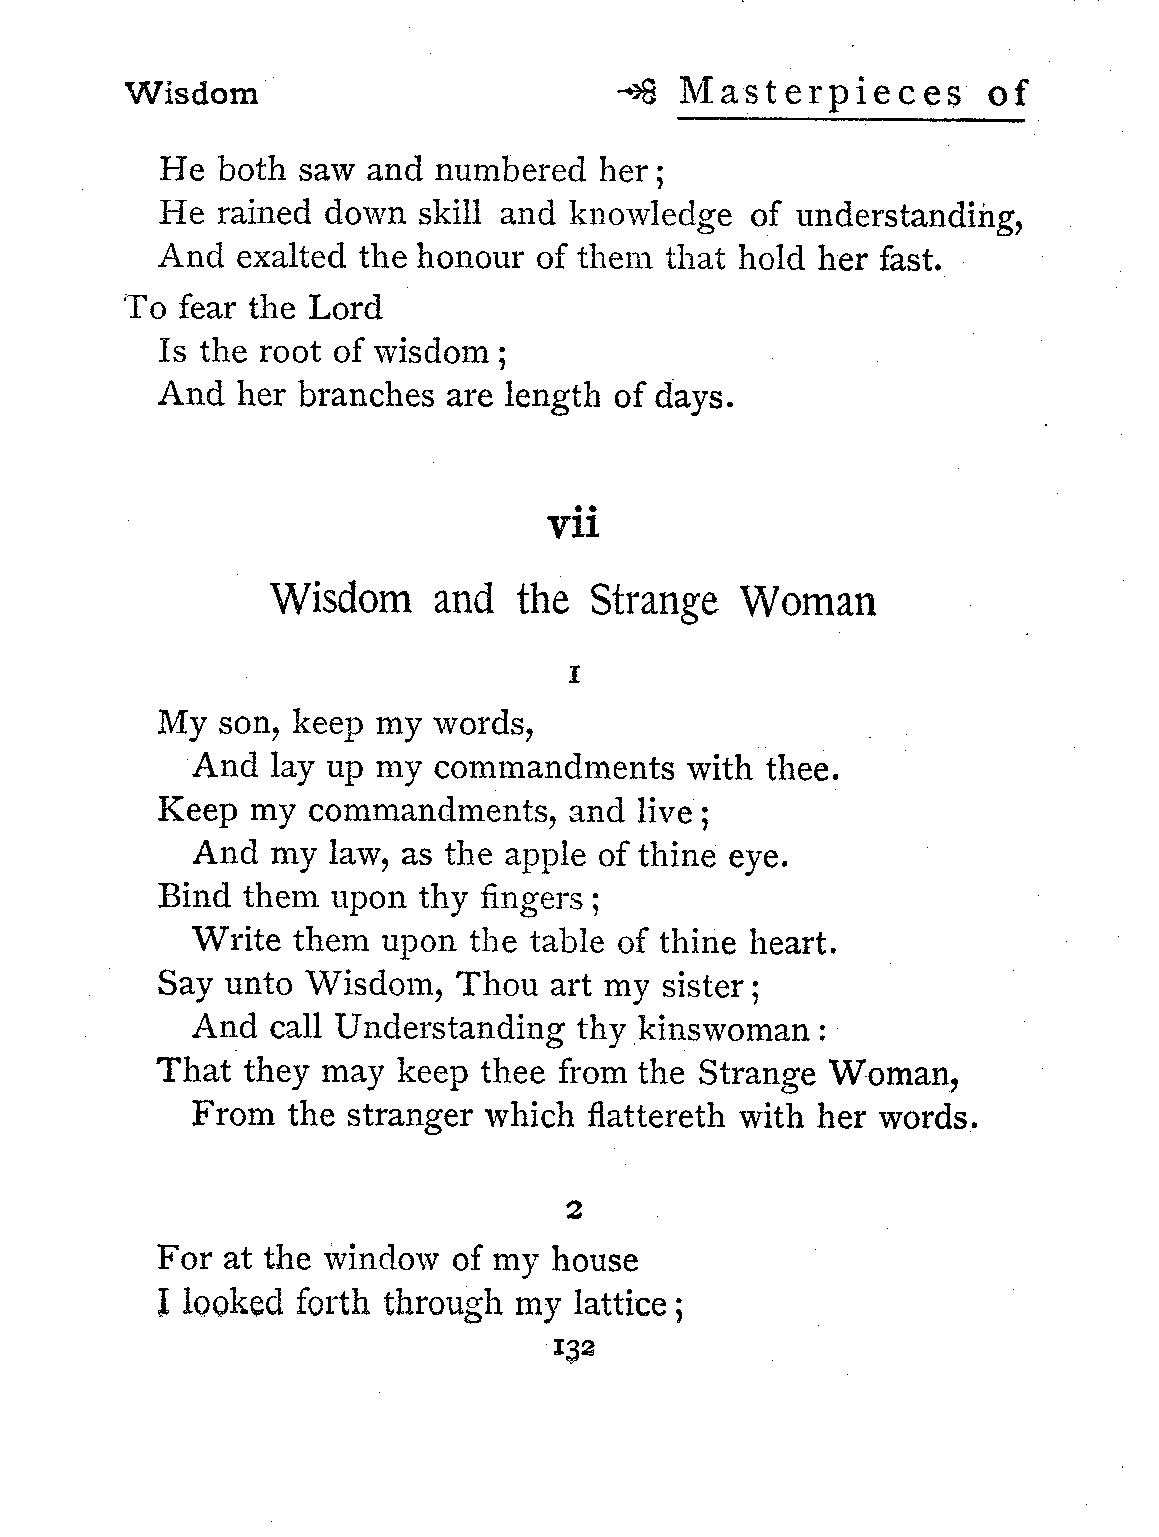 Wisdom Masterpieces of
He both saw and numbered her;
He rained down skill and knowledge of understanding,
And exalted the honour of them that hold her fast.
To fear the Lord
Is the root of wisdom;
And her branches are length of days.
vii
Wisdom and the Strange Woman
1
My son, keep my words,
And lay up my commandments with thee.
Keep my commandments, and live;
And my law, as the apple of thine eye.
Bind them upon thy fingers;
Write them upon the table of thine heart.
Say unto Wisdom, Thou art my sister;
And call Understanding thy kinswoman:
That they may keep thee from the Strange Woman,
From the stranger which flattereth with her words.
2
For at the window of my house
I looked forth through my lattice;
132